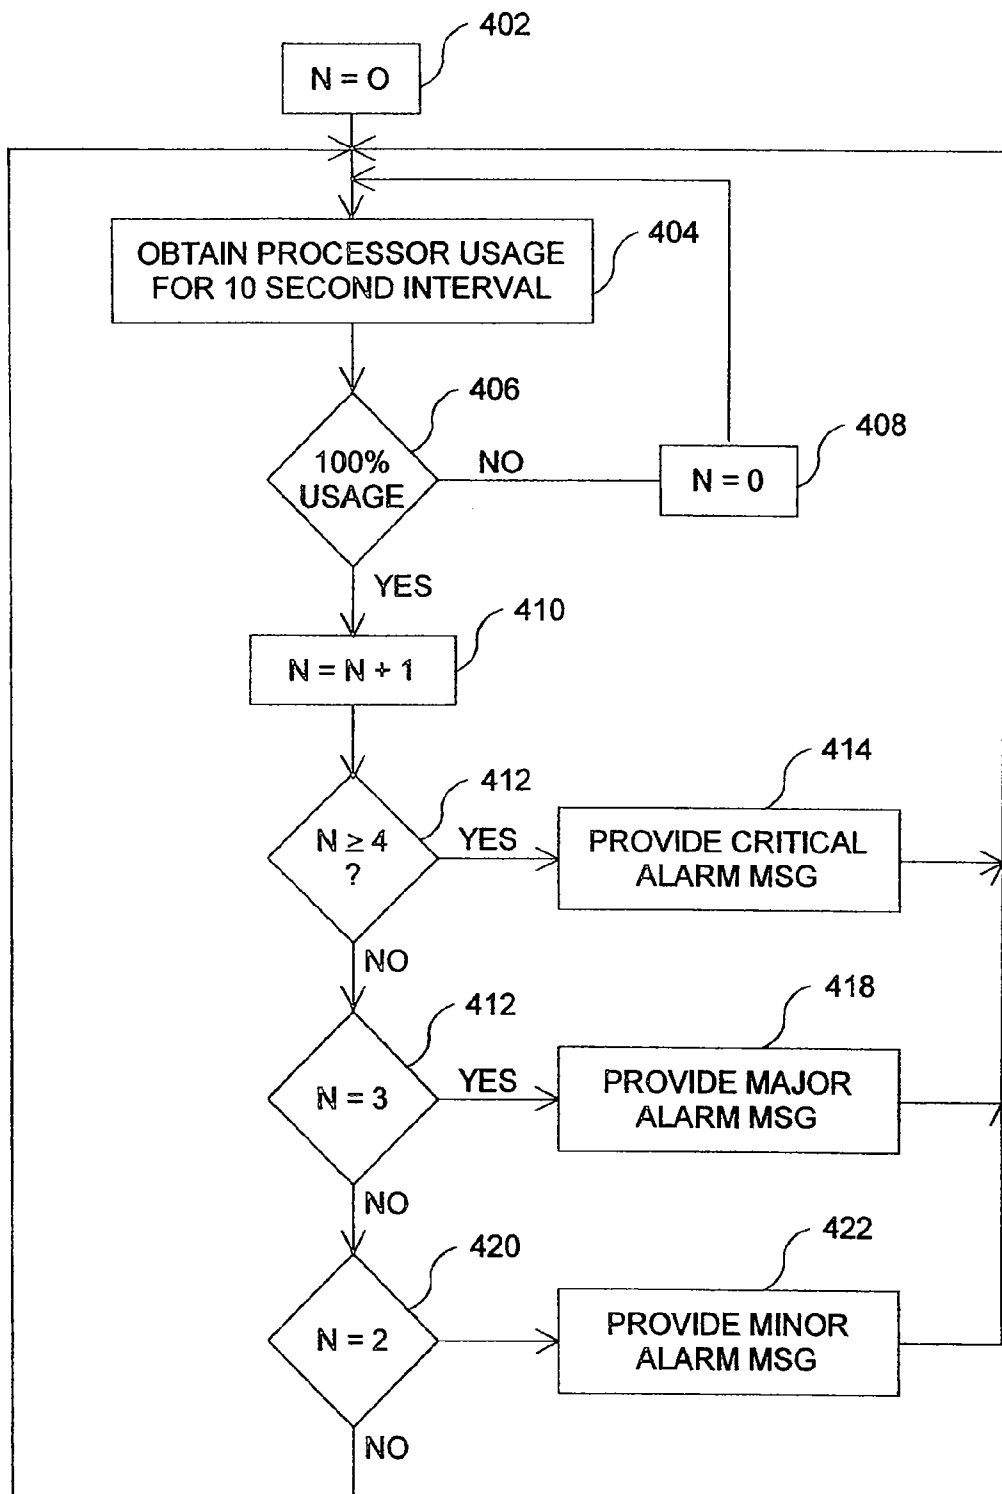 402
N = O
404
OBTAIN PROCESSOR USAGE
FOR 10 SECOND INTERVAL
406
100%
USAGE
NO
408
N = 0
YES
410
N = N + 1
412
N ≥ 4
?
YES
414
PROVIDE CRITICAL
ALARM MSG
NO
412
N = 3
YES
418
PROVIDE MAJOR
ALARM MSG
NO
420
N = 2
422
PROVIDE MINOR
ALARM MSG
NO